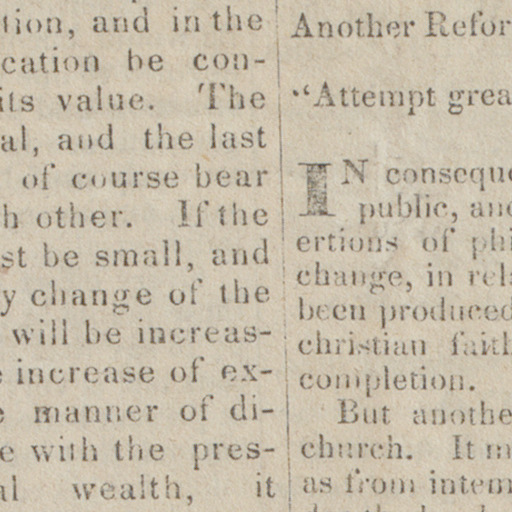 tion, and in the
cation be con-
its value. The
al, and the last
of course bear
h other. If the
st be small, and
y change of the
will be increas-
e increase of ex-
e manner of di-
e with the pres-
al wealth, it
Another Refor
"Attempt grea
IN conseque
public, and
ertions of phi
change, in rel
been produced
christian faith
completion.
But anothe
church. It m
as from intem